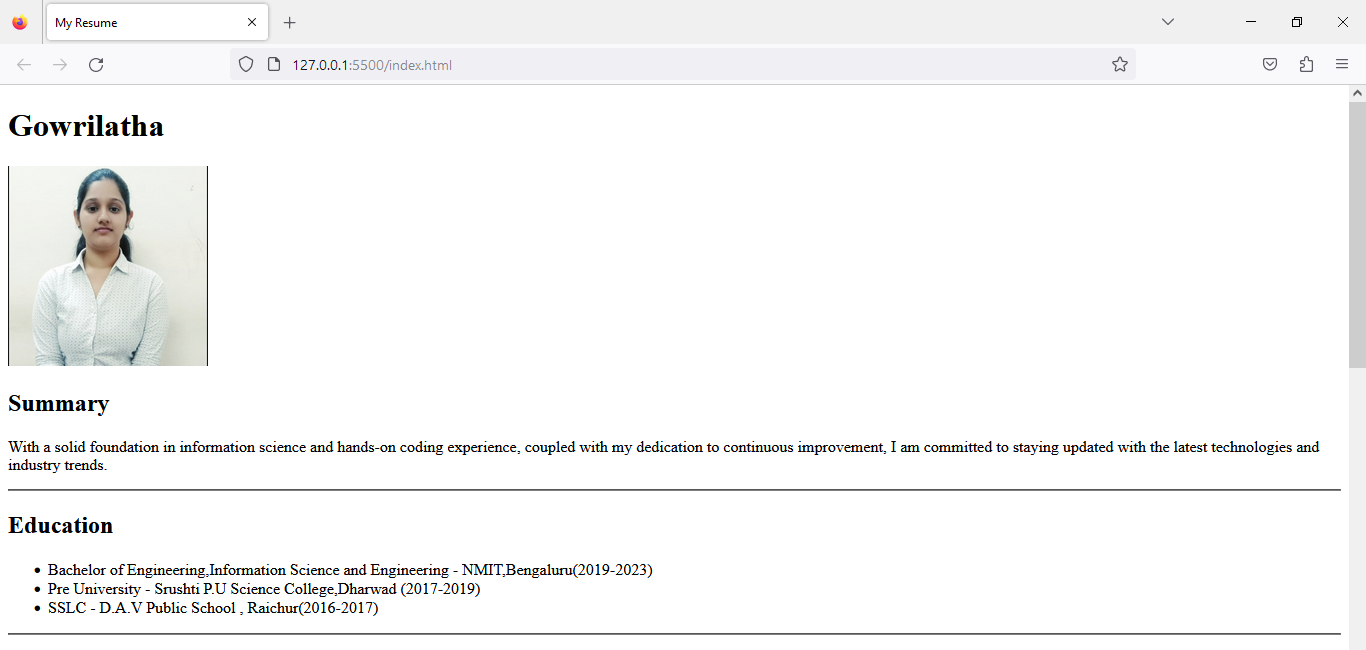 My Resume
127.0.0.1:5500/index.html
Gowrilatha
Summary
With a solid foundation in information science and hands-on coding experience, coupled with my dedication to continuous improvement, I am committed to staying updated with the latest technologies and
industry trends.
Education
Bachelor of Engineering,Information Science and Engineering - NMIT,Bengaluru(2019-2023)
Pre University - Srushti P.U Science College,Dharwad (2017-2019)
SSLC - D.A.V Public School , Raichur(2016-2017)